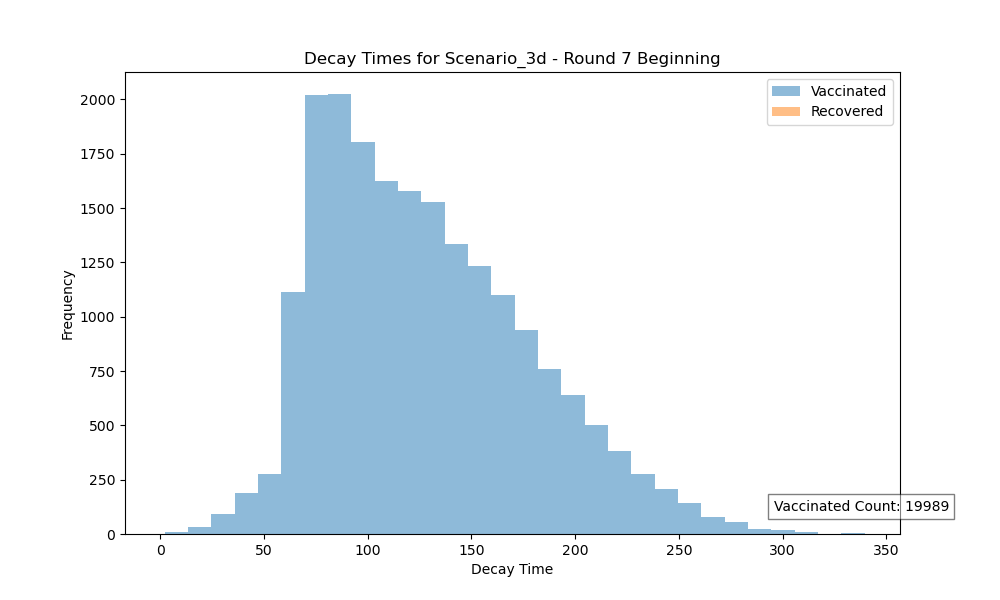 Decay Times for Scenario_3d - Round 7 Beginning
Vaccinated
Recovered
2000
1750
1500
1250
1000
750
500
250
0
Frequency
Vaccinated Count: 19989
0 50 100 150 200 250 300 350
Decay Time